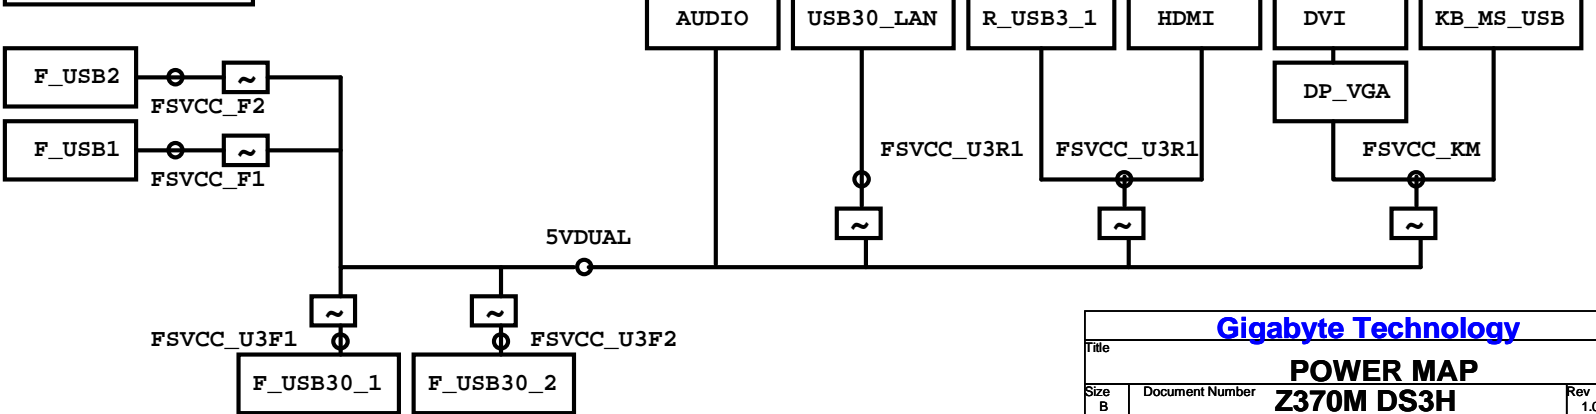 AUDIO
USB30_LAN
R_USB3_1
HDMI
DVI
KB_MS_USB
F_USB2
~
FSVCC_F2
DP_VGA
F_USB1
~
FSVCC_F1
FSVCC_U3R1
FSVCC_U3R1
FSVCC_KM
~
~
~
5VDUAL
~
~
FSVCC_U3F1
FSVCC_U3F2
F_USB30_1
F_USB30_2
Gigabyte Technology
Title
POWER MAP
Size
B
Document Number
Z370M DS3H
Rev